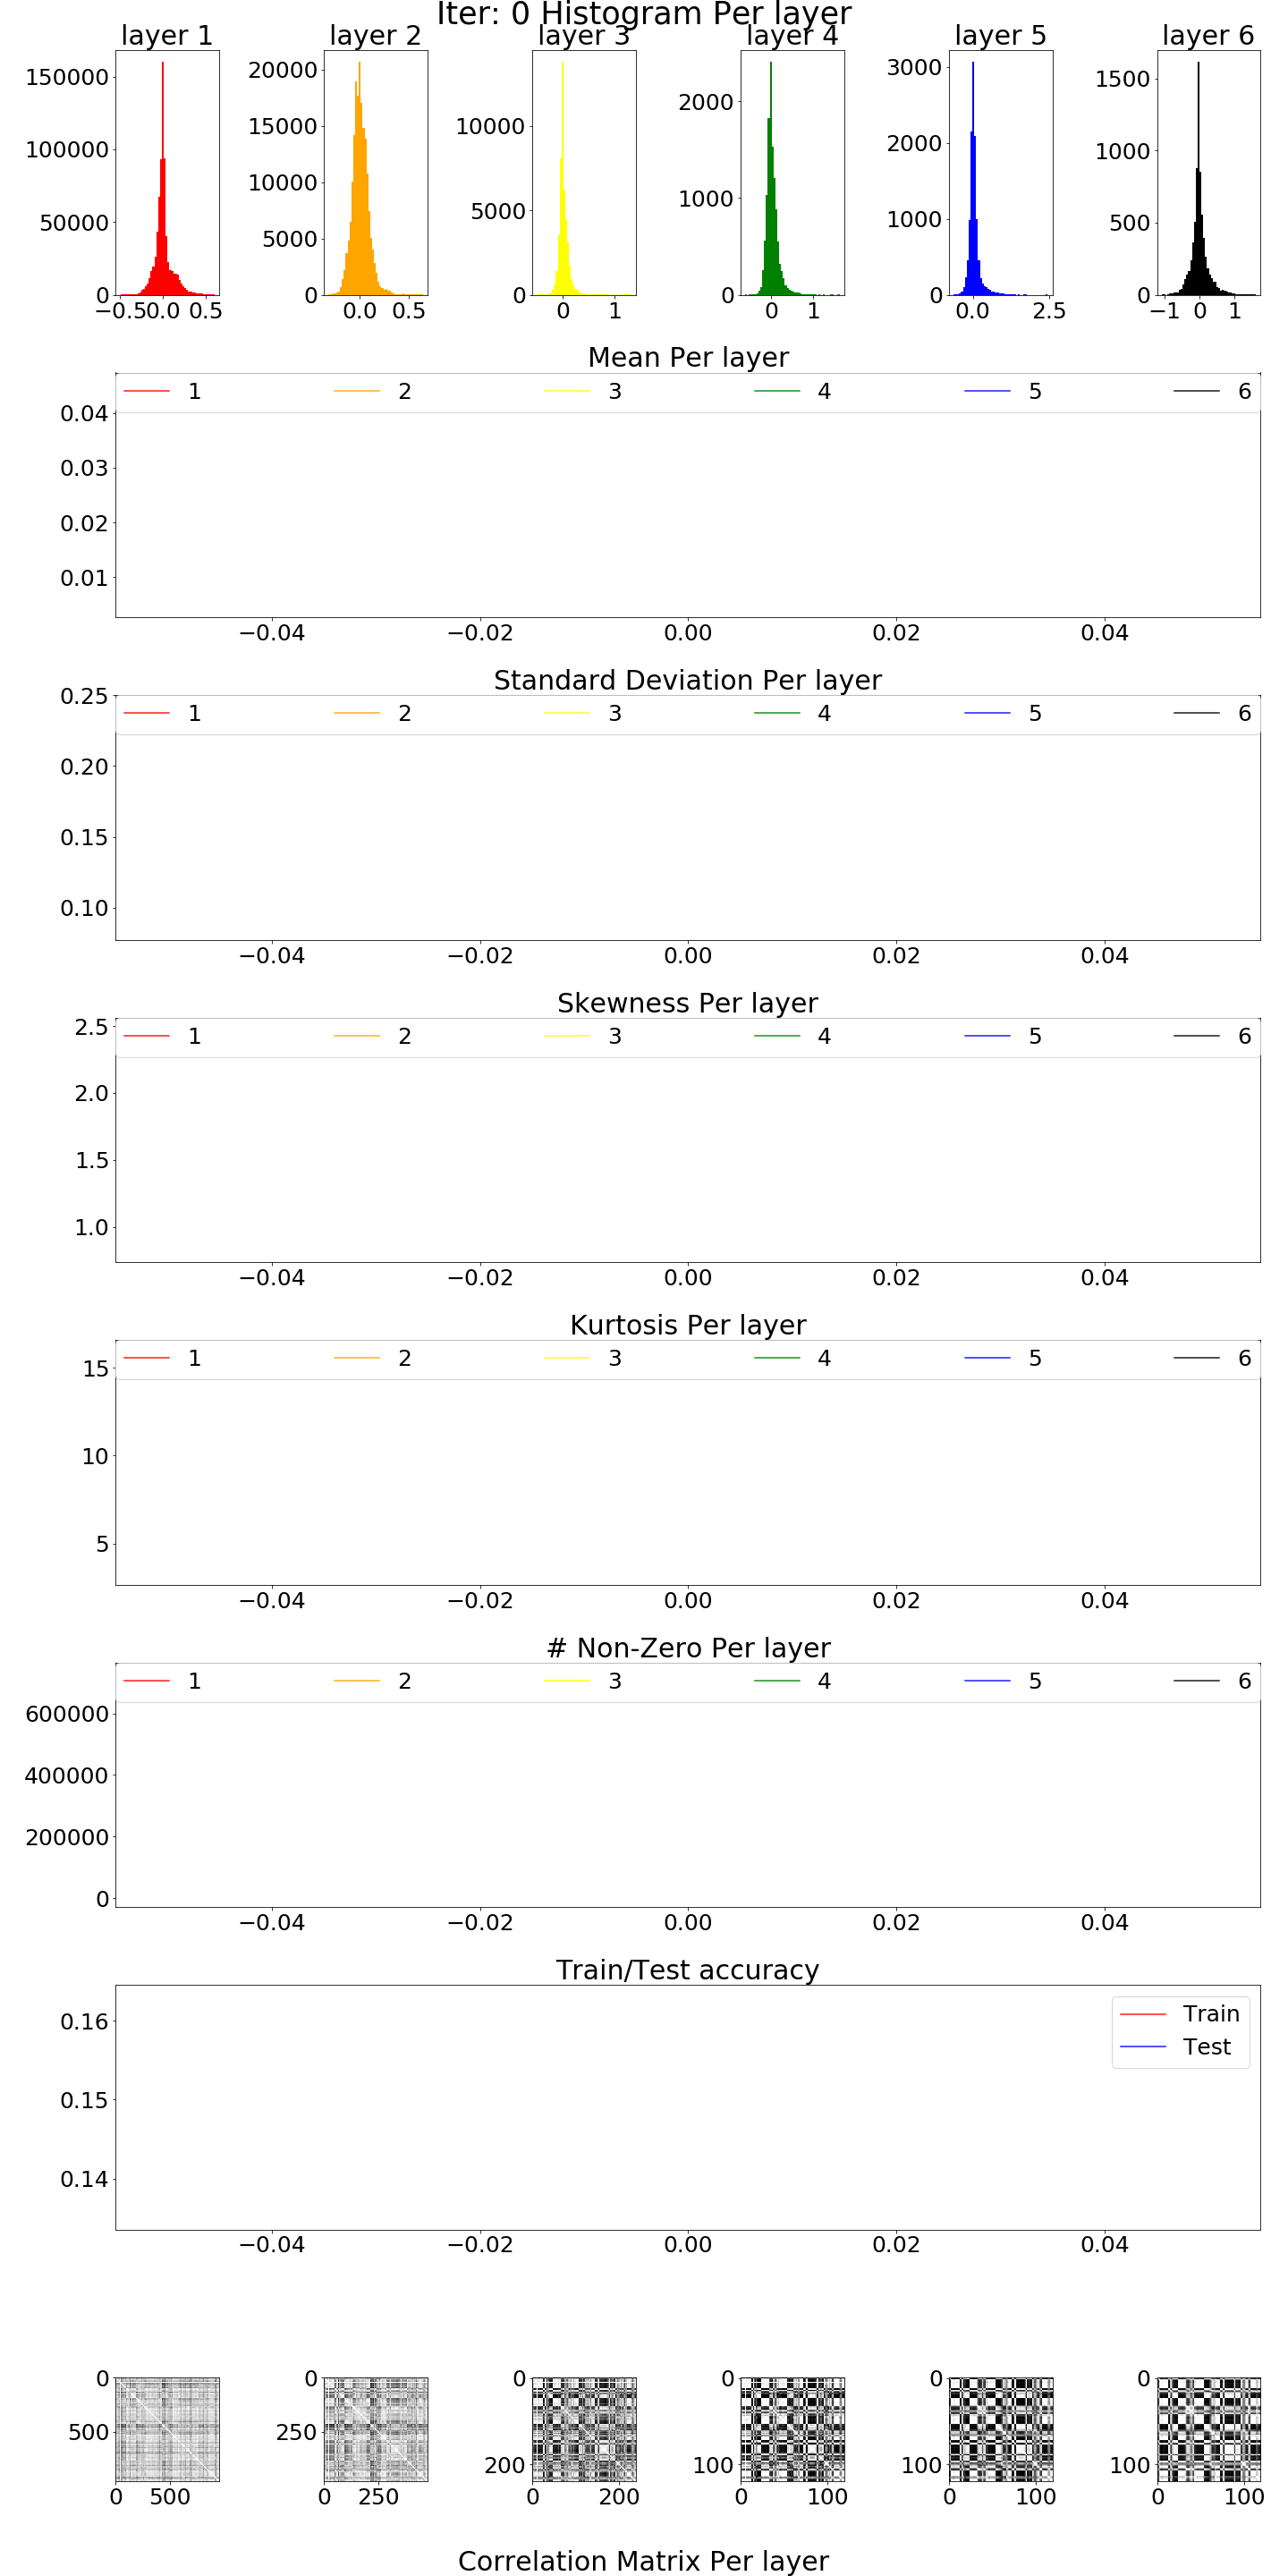 Iter: 0 Histogram Per layer
layer 1 layer 2 layer 3 layer 4 layer 5 layer 6
150000 100000 50000 0
−0.5 0.0 0.5
20000 15000 10000 5000 0
0.0 0.5
10000 5000 0
0 1
2000 1000 0
0 1
3000 2000 1000 0
0.0 2.5
1500 1000 500 0
−1 0 1
Mean Per layer
1 2 3 4 5 6
0.04
0.03
0.02
0.01
−0.04 −0.02 0.00 0.02 0.04
Standard Deviation Per layer
0.25
1 2 3 4 5 6
0.20
0.15
0.10
−0.04 −0.02 0.00 0.02 0.04
Skewness Per layer
2.5
1 2 3 4 5 6
2.0
1.5
1.0
−0.04 −0.02 0.00 0.02 0.04
Kurtosis Per layer
1 2 3 4 5 6
15
10
5
−0.04 −0.02 0.00 0.02 0.04
# Non-Zero Per layer
1 2 3 4 5 6
600000
400000
200000
0
−0.04 −0.02 0.00 0.02 0.04
Train/Test accuracy
Train
Test
0.16
0.15
0.14
−0.04 −0.02 0.00 0.02 0.04
0 500
0 500
0 250
0 250
0 200
0 200
0 100
0 100
0 100
0 100
0 100
0 100
Correlation Matrix Per layer